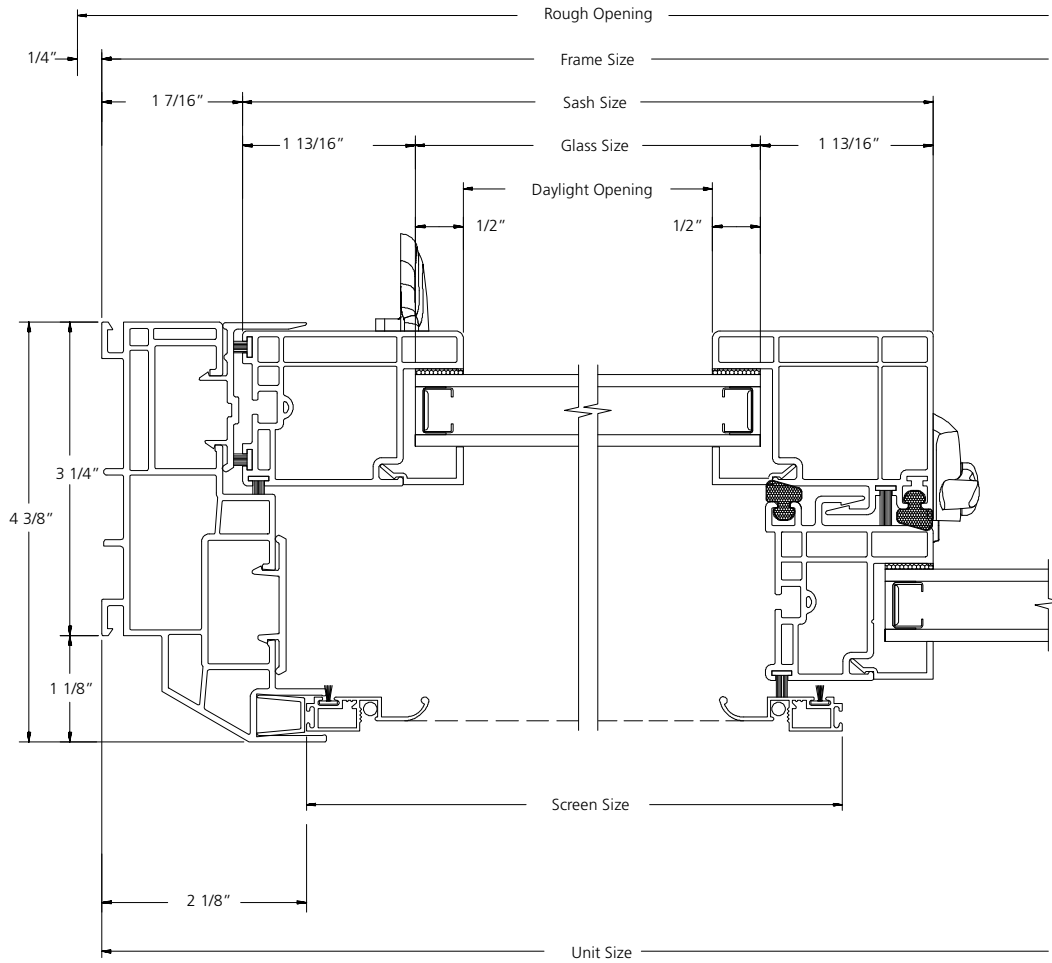 Rough Opening
1/4”
Frame Size
1 7/16”
Sash Size
1 13/16”
Glass Size
1 13/16”
Daylight Opening
1/2”
1/2”
3 1/4”
4 3/8”
1 1/8”
Screen Size
2 1/8”
Unit Size